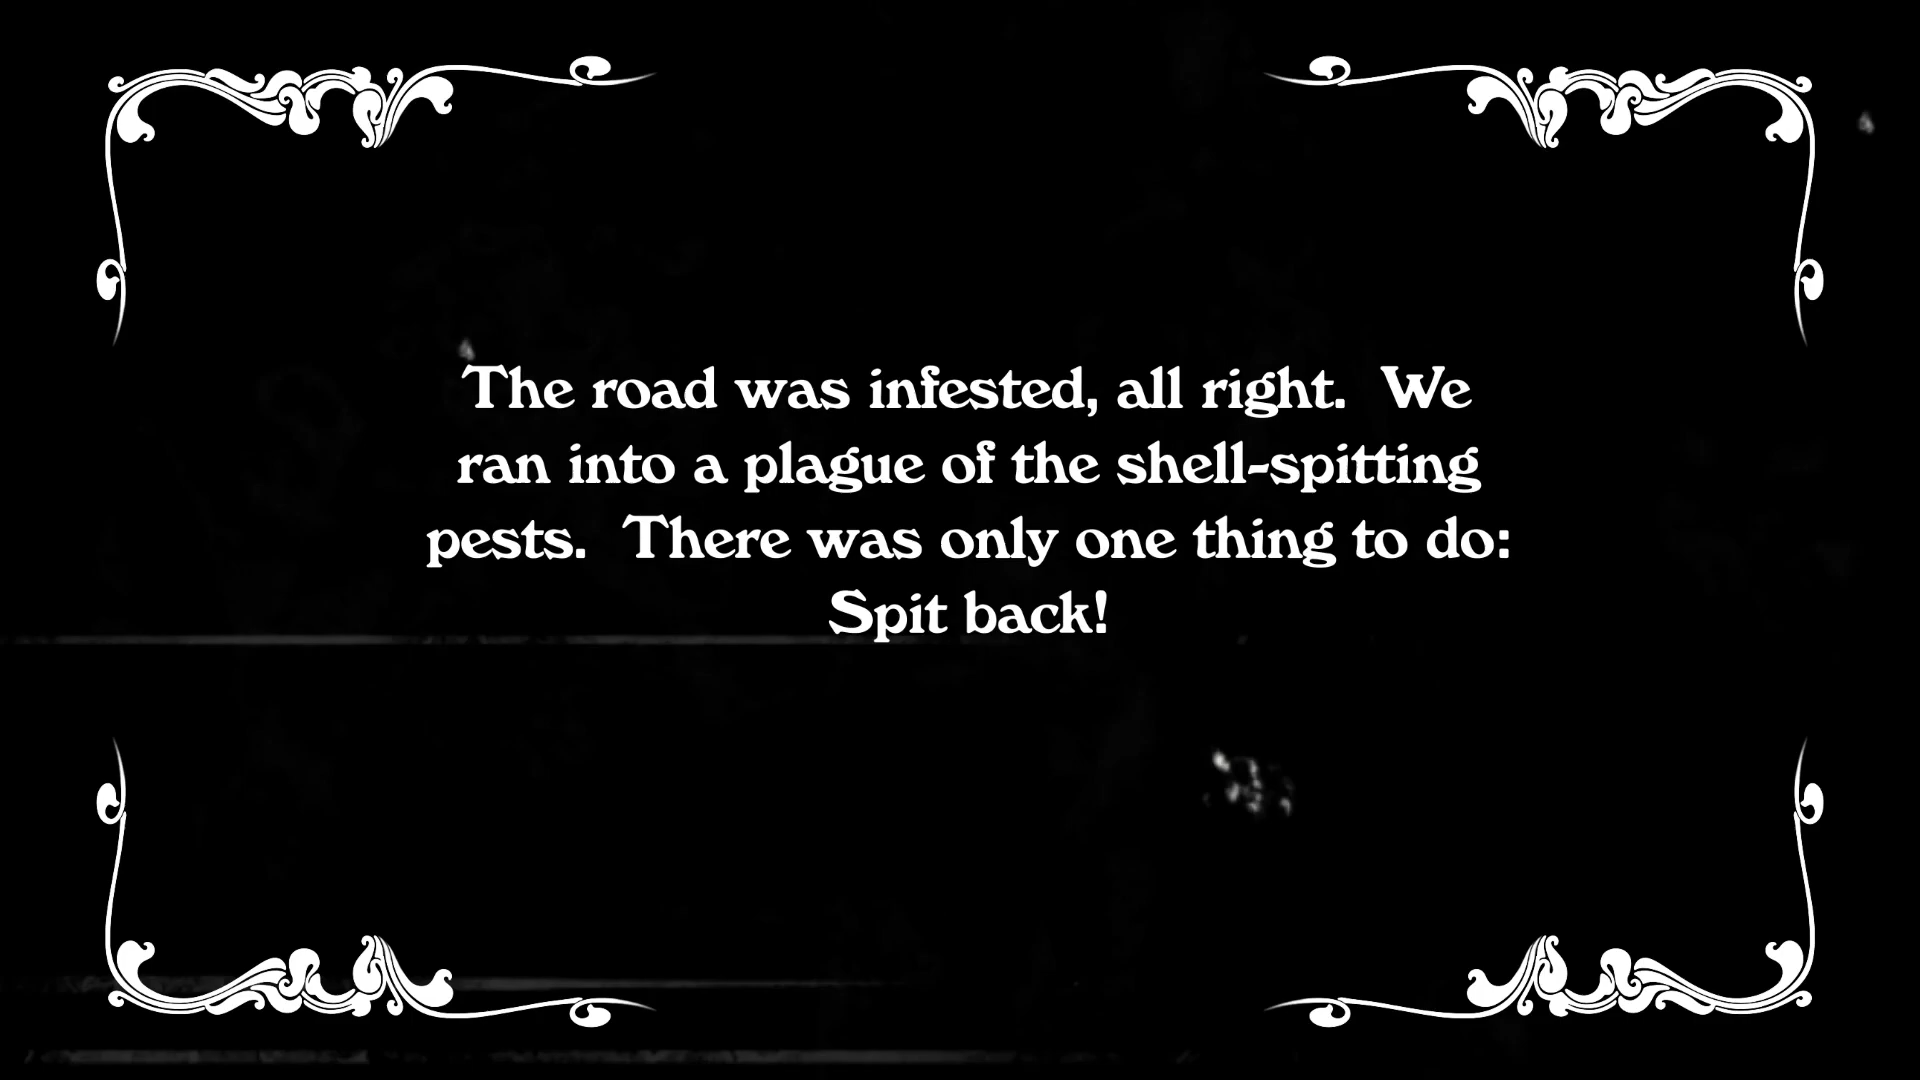 The road was infested, all right.  We
ran into a plague of the shell-spitting
pests.  There was only one thing to do:
Spit back!